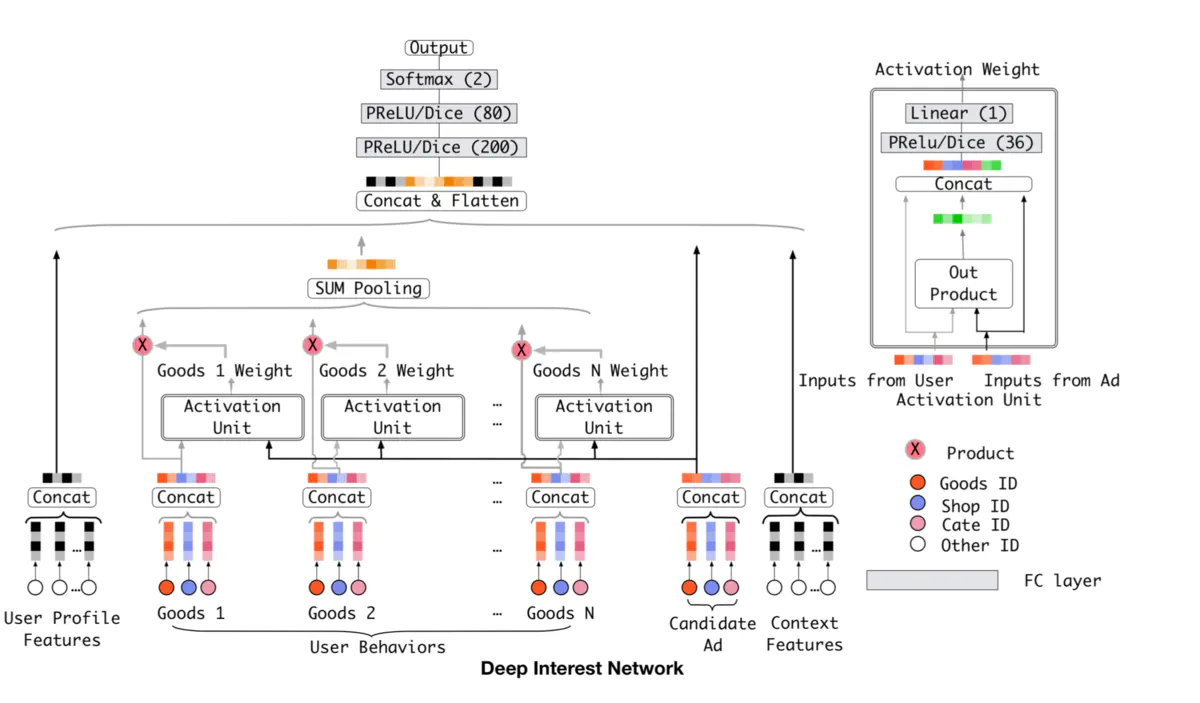 Output
Softmax (2)
PReLU/Dice (80)
PReLU/Dice (200)
Concat & Flatten
SUM Pooling
X
X
X
Goods 1 Weight
Goods 2 Weight
Goods N Weight
Activation
Unit
Activation
Unit
...
...
Activation
Unit
Concat
Concat
Concat
...
...
Concat
Concat
Concat
...
...
...
...
...
User Profile
Features
Goods 1
Goods 2
...
Goods N
User Behaviors
Candidate
Ad
Context
Features
Activation Weight
Linear (1)
PRelu/Dice (36)
Concat
Out
Product
Inputs from User
Inputs from Ad
Activation Unit
X
Product
Goods ID
Shop ID
Cate ID
Other ID
FC layer
Deep Interest Network